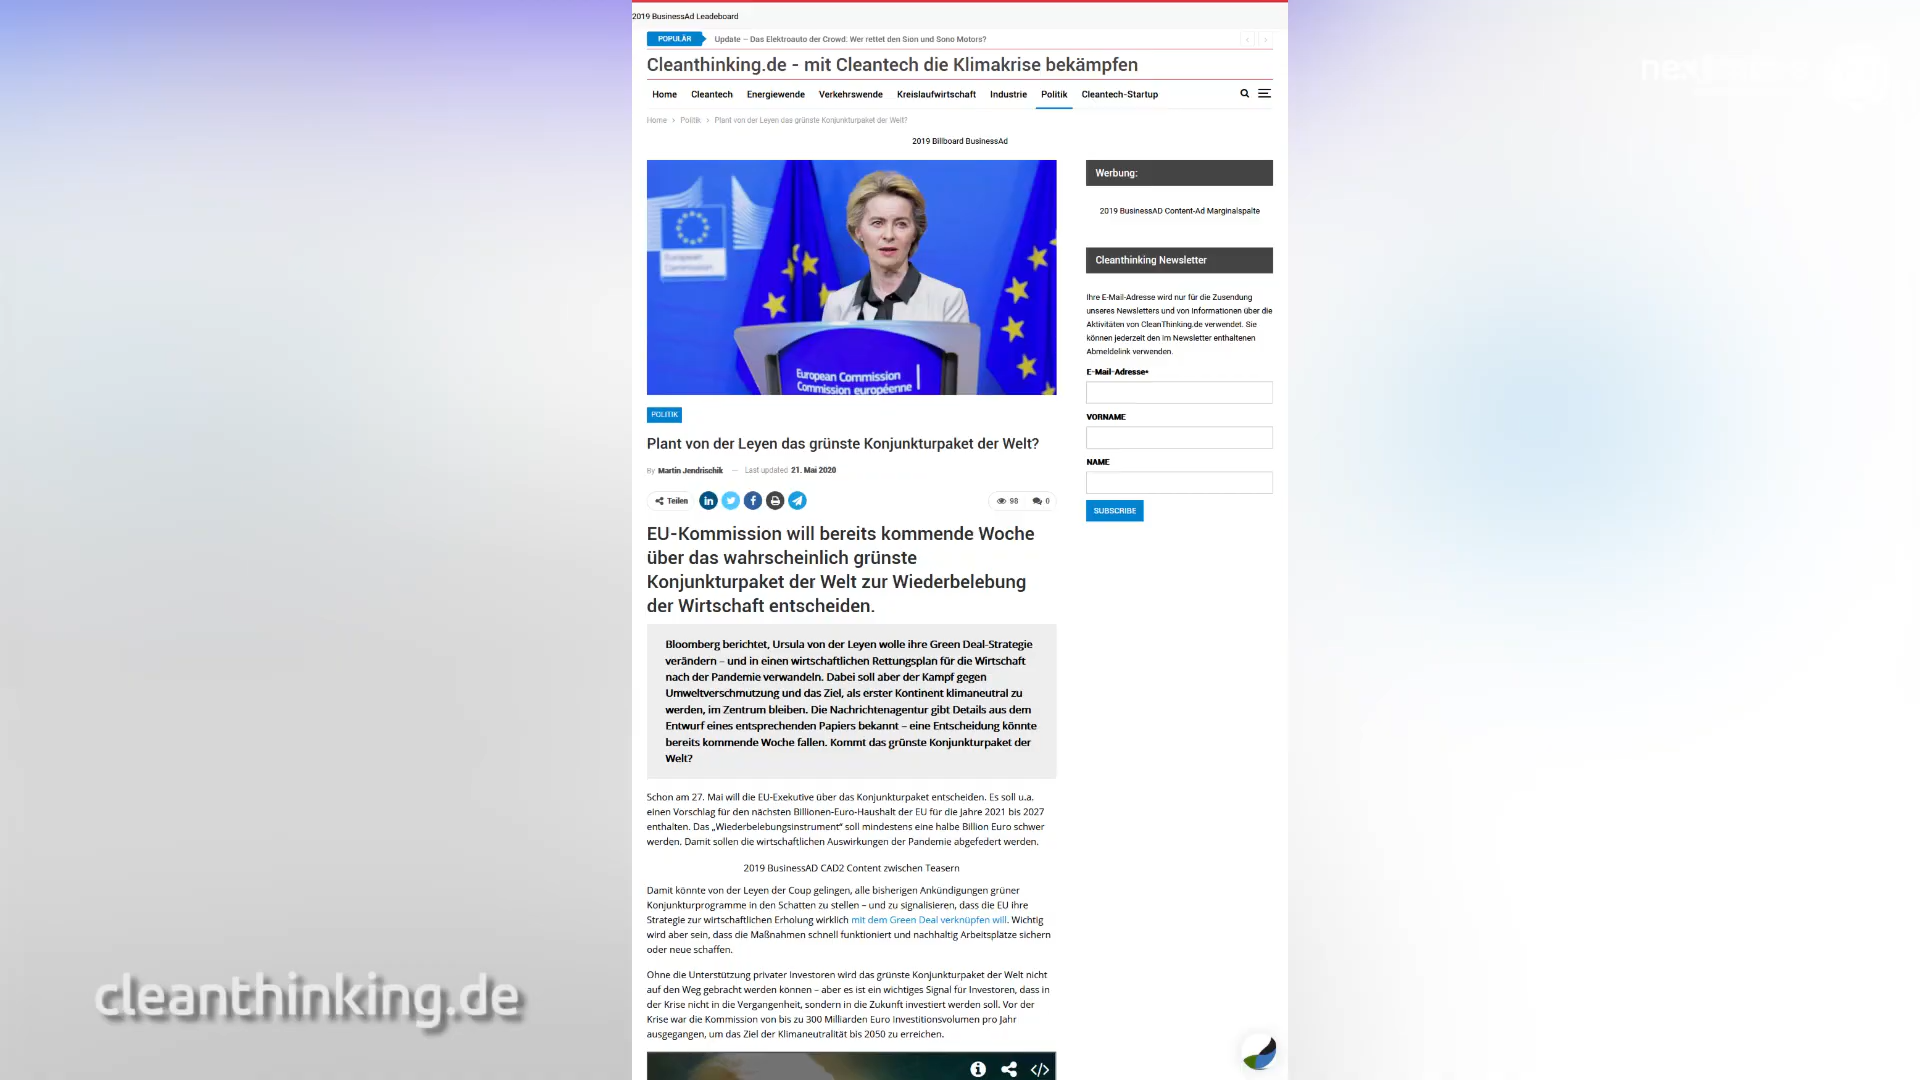 2019 BusinessAd Leadeboard
POPULÄR
Update – Das Elektroauto der Crowd: Wer rettet den Sion und Sono Motors?
Cleanthinking.de - mit Cleantech die Klimakrise bekämpfen
Home Cleantech Energiewende Verkehrswende Kreislaufwirtschaft Industrie Politik Cleantech-Startup
Home > Politik > Plant von der Leyen das grünste Konjunkturpaket der Welt?
2019 Billboard BusinessAd
European
Commission
European Commission
Commission européenne
POLITIK
Plant von der Leyen das grünste Konjunkturpaket der Welt?
By Martin Jendrischik — Last updated 21. Mai 2020
Teilen
98 0
EU-Kommission will bereits kommende Woche
über das wahrscheinlich grünste
Konjunkturpaket der Welt zur Wiederbelebung
der Wirtschaft entscheiden.
Bloomberg berichtet, Ursula von der Leyen wolle ihre Green Deal-Strategie
verändern – und in einen wirtschaftlichen Rettungsplan für die Wirtschaft
nach der Pandemie verwandeln. Dabei soll aber der Kampf gegen
Umweltverschmutzung und das Ziel, als erster Kontinent klimaneutral zu
werden, im Zentrum bleiben. Die Nachrichtenagentur gibt Details aus dem
Entwurf eines entsprechenden Papiers bekannt – eine Entscheidung könnte
bereits kommende Woche fallen. Kommt das grünste Konjunkturpaket der
Welt?
Schon am 27. Mai will die EU-Exekutive über das Konjunkturpaket entscheiden. Es soll u.a.
einen Vorschlag für den nächsten Billionen-Euro-Haushalt der EU für die Jahre 2021 bis 2027
enthalten. Das „Wiederbelebungsinstrument“ soll mindestens eine halbe Billion Euro schwer
werden. Damit sollen die wirtschaftlichen Auswirkungen der Pandemie abgefedert werden.
2019 BusinessAD CAD2 Content zwischen Teasern
Damit könnte von der Leyen der Coup gelingen, alle bisherigen Ankündigungen grüner
Konjunkturprogramme in den Schatten zu stellen – und zu signalisieren, dass die EU ihre
Strategie zur wirtschaftlichen Erholung wirklich mit dem Green Deal verknüpfen will. Wichtig
wird aber sein, dass die Maßnahmen schnell funktioniert und nachhaltig Arbeitsplätze sichern
oder neue schaffen.
Ohne die Unterstützung privater Investoren wird das grünste Konjunkturpaket der Welt nicht
auf den Weg gebracht werden können – aber es ist ein wichtiges Signal für Investoren, dass in
der Krise nicht in die Vergangenheit, sondern in die Zukunft investiert werden soll. Vor der
Krise war die Kommission von bis zu 300 Milliarden Euro Investitionsvolumen pro Jahr
ausgegangen, um das Ziel der Klimaneutralität bis 2050 zu erreichen.
Werbung:
2019 BusinessAD Content-Ad Marginalspalte
Cleanthinking Newsletter
Ihre E-Mail-Adresse wird nur für die Zusendung
unseres Newsletters und von Informationen über die
Aktivitäten von CleanThinking.de verwendet. Sie
können jederzeit den im Newsletter enthaltenen
Abmeldelink verwenden.
E-Mail-Adresse*
VORNAME
NAME
SUBSCRIBE
cleanthinking.de